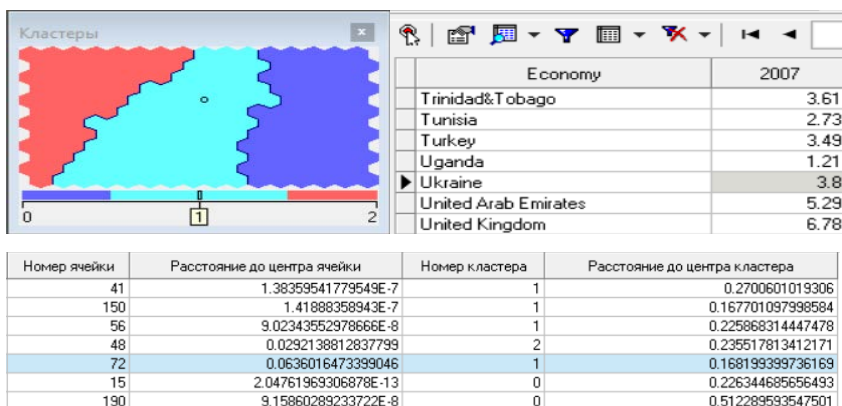 Кластеры
0 1 2
Economy 2007
Trinidad&Tobago 3.61
Tunisia 2.73
Turkey 3.49
Uganda 1.21
Ukraine 3.8
United Arab Emirates 5.29
United Kingdom 6.78
Номер ячейки Расстояние до центра ячейки Номер кластера Расстояние до центра кластера
41 1.38359541779549E-7 1 0.2700601019306
150 1.41888358943E-7 1 0.167701097998584
56 9.02343552978666E-8 1 0.225868314447478
48 0.0292138812837799 2 0.235517813412171
72 0.0636016473399046 1 0.168199399736169
15 2.04761969306878E-13 0 0.226344685656493
190 9.15860289233722E-8 0 0.512289593547501